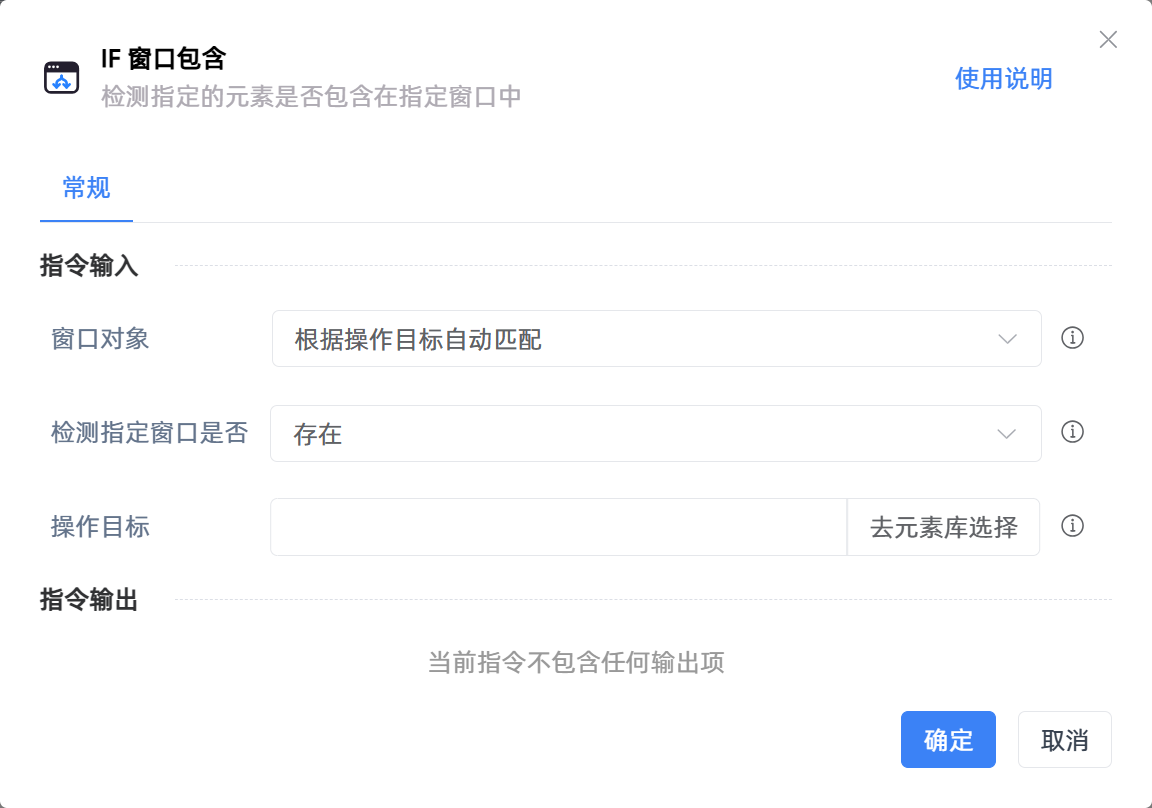 IF 窗口包含
检测指定的元素是否包含在指定窗口中
使用说明
常规
指令输入
窗口对象
根据操作目标自动匹配
检测指定窗口是否
存在
操作目标
去元素库选择
指令输出
当前指令不包含任何输出项
确定
取消